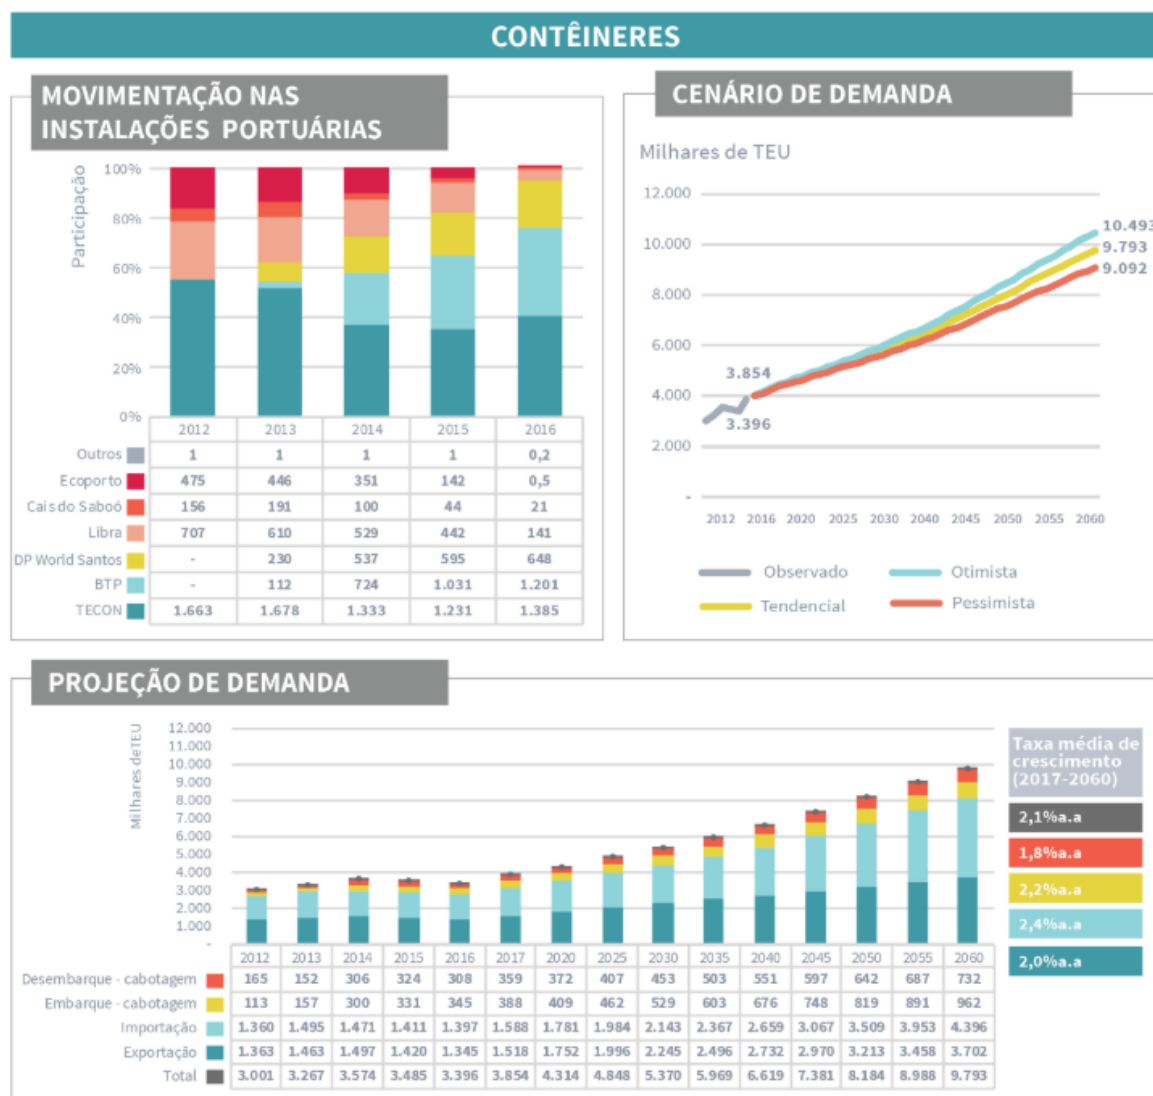 CONTÊINERES
MOVIMENTAÇÃO NAS
INSTALAÇÕES PORTUÁRIAS
Participação
100%
80%
60%
40%
20%
0%
2012 2013 2014 2015 2016
Outros 1 1 1 1 0,2
Ecoporto 475 446 351 142 0,5
Cais do Saboó 156 191 100 44 21
Libra 707 610 529 442 141
DP World Santos - 230 537 595 648
BTP - 112 724 1.031 1.201
TECON 1.663 1.678 1.333 1.231 1.385
CENÁRIO DE DEMANDA
Milhares de TEU
12.000
10.000
8.000
6.000
4.000
2.000
-
10.493
9.793
9.092
3.854
3.396
2012 2016 2020 2025 2030 2040 2045 2050 2055 2060
Observado Otimista
Tendencial Pessimista
PROJEÇÃO DE DEMANDA
Milhares deTEU
12.000
11.000
10.000
9.000
8.000
7.000
6.000
5.000
4.000
3.000
2.000
1.000
-
2012 2013 2014 2015 2016 2017 2020 2025 2030 2035 2040 2045 2050 2055 2060
Desembarque - cabotagem 165 152 306 324 308 359 372 407 453 503 551 597 642 687 732
Embarque - cabotagem 113 157 300 331 345 388 409 462 529 603 676 748 819 891 962
Importação 1.360 1.495 1.471 1.411 1.397 1.588 1.781 1.984 2.143 2.367 2.659 3.067 3.509 3.953 4.396
Exportação 1.363 1.463 1.497 1.420 1.345 1.518 1.752 1.996 2.245 2.496 2.732 2.970 3.213 3.458 3.702
Total 3.001 3.267 3.574 3.485 3.396 3.854 4.314 4.848 5.370 5.969 6.619 7.381 8.184 8.988 9.793
Taxa média de
crescimento
(2017-2060)
2,1%a.a
1,8%a.a
2,2%a.a
2,4%a.a
2,0%a.a